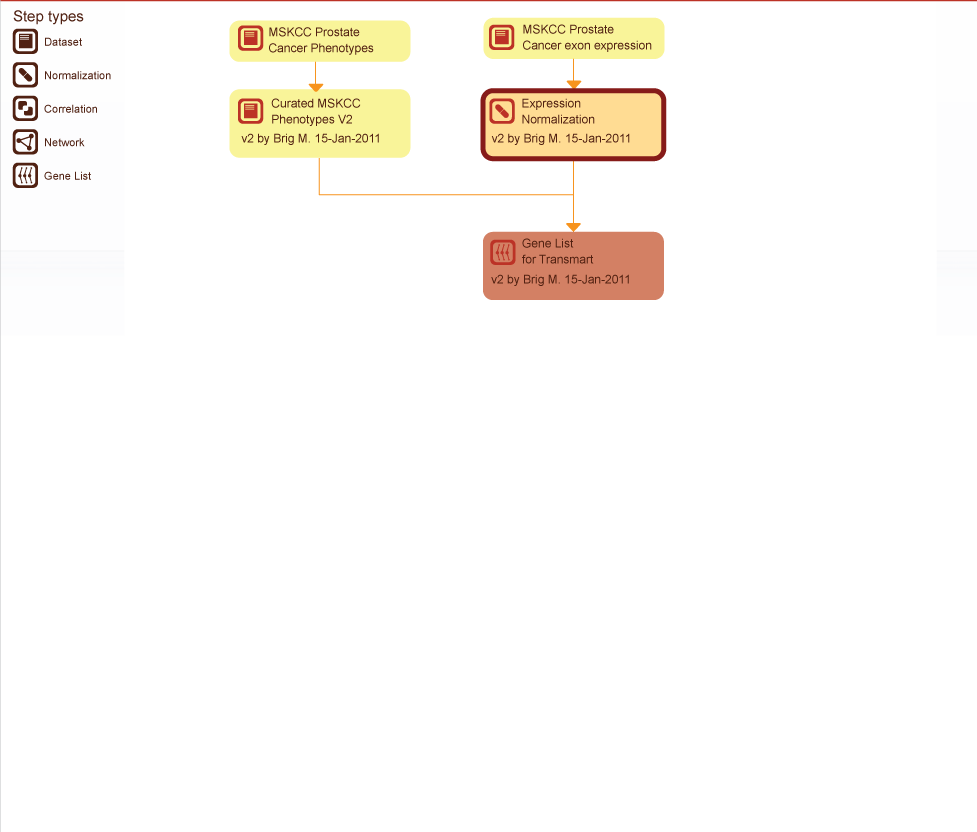 Step types
Dataset
Normalization
Correlation
Network
Gene List
MSKCC Prostate
Cancer Phenotypes
MSKCC Prostate
Cancer exon expression
Curated MSKCC
Phenotypes V2
v2 by Brig M. 15-Jan-2011
Expression
Normalization
v2 by Brig M. 15-Jan-2011
Gene List
for Transmart
v2 by Brig M. 15-Jan-2011